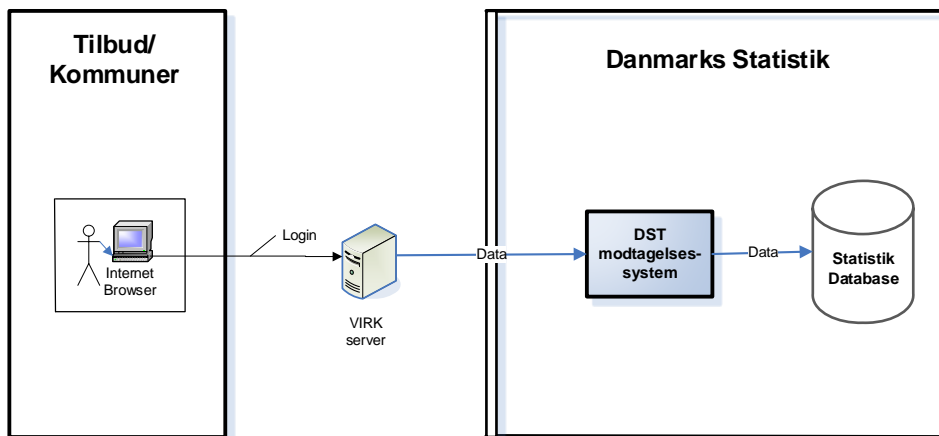 Tilbud/
Kommuner
Danmarks Statistik
Internet
Browser
Login
VIRK
server
Data
DST
modtagelses-
system
Data
Statistik
Database